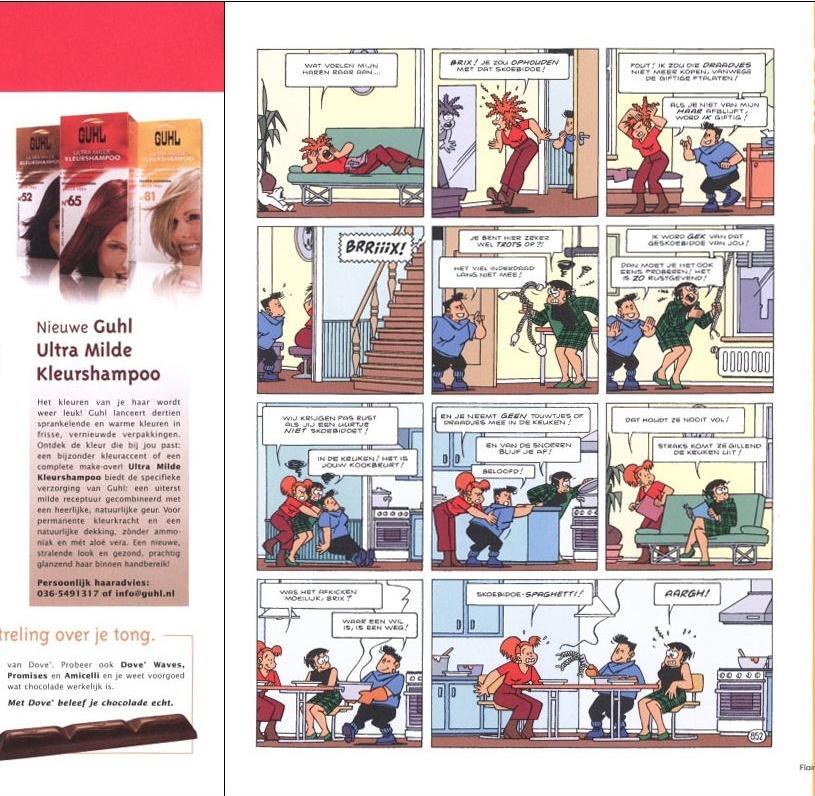 GUHL
GUHL
GUHL
ULTRA MILDE
KLEURSHAMPOO
N°52
N°65
81
Nieuwe Guhl
Ultra Milde
Kleurshampoo
Het kleuren van je haar wordt
weer leuk! Guhl lanceert dertien
sprankelende en warme kleuren in
frisse, vernieuwde verpakkingen.
Ontdek de kleur die bij jou past:
een bijzonder kleuraccent of een
complete make-over! Ultra Milde
Kleurshampoo biedt de specifieke
verzorging van Guhl: een uiterst
milde receptuur gecombineerd met
een heerlijke, natuurlijke geur. Voor
permanente kleurkracht en een
natuurlijke dekking, zónder ammo-
niak en mét aloë vera. Een nieuwe,
stralende look en gezond, prachtig
glanzend haar binnen handbereik!
Persoonlijk haaradvies:
036-5491317 of info@guhl.nl
treling over je tong.
van Dove'. Probeer ook Dove' Waves,
Promises en Amicelli en je weet voorgoed
wat chocolade werkelijk is.
Met Dove' beleef je chocolade echt.
WAT VOELEN MIJN
HAREN RAAR AAN...
BRIX! JE ZOU OPHOUDEN
MET DAT SKOEBIDOE!
FOUT! IK ZOU DIE DRAADJES
NIET MEER KOPEN, VANWEGE
DE GIFTIGE FTALATEN!
ALS JE NIET VAN MIJN
HAAR AFBLIJFT,
WORD IK GIFTIG!
BRRiiiX!
JE BENT HIER ZEKER
WEL TROTS OP?!
HET VIEL INDERDAAD
LANG NIET MEE!
IK WORD GEK VAN DAT
GESKOEBIDOE VAN JOU!
DAN MOET JE HET OOK
EENS PROBEREN! HET
IS ZO RUSTGEVEND!
WIJ KRIJGEN PAS RUST
ALS JIJ EEN UURTJE
NIET SKOEBIDOET!
IN DE KEUKEN! HET IS
JOUW KOOKBEURT!
EN JE NEEMT GEEN TOUWTJES OF
DRAADJES MEE IN DE KEUKEN!
EN VAN DE SNOEREN
BLIJF JE AF!
BELOOFD!
DAT HOUDT ZE NOOIT VOL!
STRAKS KOMT ZE GILLEND
DE KEUKEN UIT!
WAS HET AFKICKEN
MOEILIJK, BRIX?
WAAR EEN WIL
IS, IS EEN WEG!
SKOEBIDOE-SPAGHETTI!
AARGH!
852
Flair